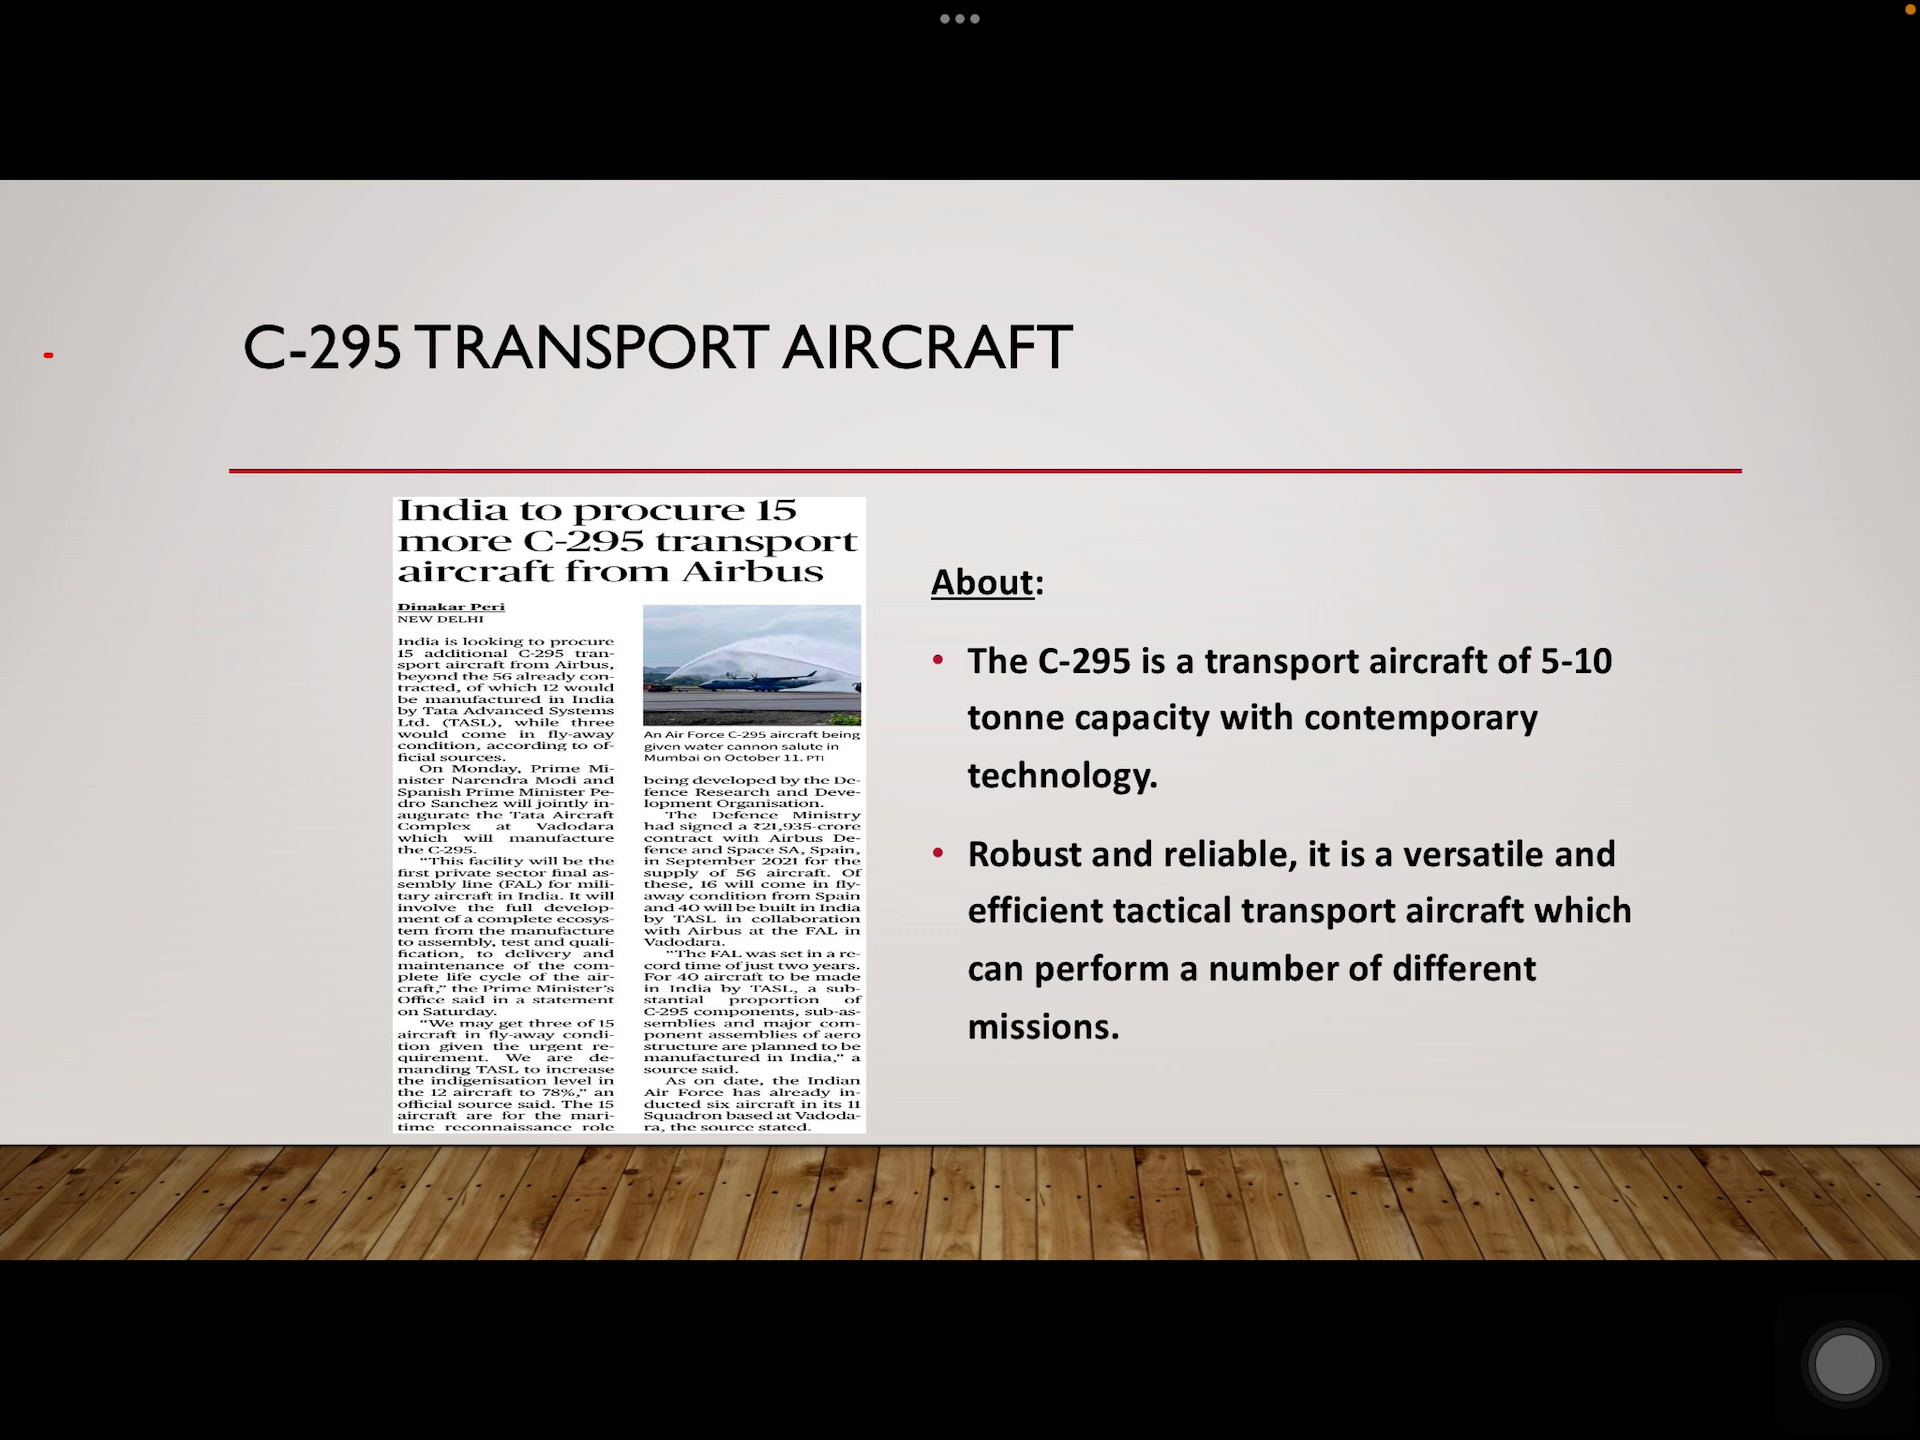 C-295 TRANSPORT AIRCRAFT
India to procure 15
more C-295 transport
aircraft from Airbus
Dinakar Peri
NEW DELHI
India is looking to procure
15 additional C-295 tran-
sport aircraft from Airbus,
beyond the 56 already con-
tracted, of which 12 would
be manufactured in India
by Tata Advanced Systems
Ltd. (TASL), while three
would come in fly-away
condition, according to of-
ficial sources.
On Monday, Prime Mi-
nister Narendra Modi and
Spanish Prime Minister Pe-
dro Sanchez will jointly in-
augurate the Tata Aircraft
Complex at Vadodara
which will manufacture
the C-295.
“This facility will be the
first private sector final as-
sembly line (FAL) for mili-
tary aircraft in India. It will
involve the full develop-
ment of a complete ecosys-
tem from the manufacture
to assembly, test and quali-
fication, to delivery and
maintenance of the com-
plete life cycle of the air-
craft,” the Prime Minister’s
Office said in a statement
on Saturday.
“We may get three of 15
aircraft in fly-away condi-
tion given the urgent re-
quirement. We are de-
manding TASL to increase
the indigenisation level in
the 12 aircraft to 78%,” an
official source said. The 15
aircraft are for the mari-
time reconnaissance role
An Air Force C-295 aircraft being
given water cannon salute in
Mumbai on October 11. PTI
being developed by the De-
fence Research and Deve-
lopment Organisation.
The Defence Ministry
had signed a ₹21,935-crore
contract with Airbus De-
fence and Space SA, Spain,
in September 2021 for the
supply of 56 aircraft. Of
these, 16 will come in fly-
away condition from Spain
and 40 will be built in India
by TASL in collaboration
with Airbus at the FAL in
Vadodara.
“The FAL was set in a re-
cord time of just two years.
For 40 aircraft to be made
in India by TASL, a sub-
stantial proportion of
C-295 components, sub-as-
semblies and major com-
ponent assemblies of aero
structure are planned to be
manufactured in India,” a
source said.
As on date, the Indian
Air Force has already in-
ducted six aircraft in its 11
Squadron based at Vadoda-
ra, the source stated.
About:
• The C-295 is a transport aircraft of 5-10
tonne capacity with contemporary
technology.
• Robust and reliable, it is a versatile and
efficient tactical transport aircraft which
can perform a number of different
missions.